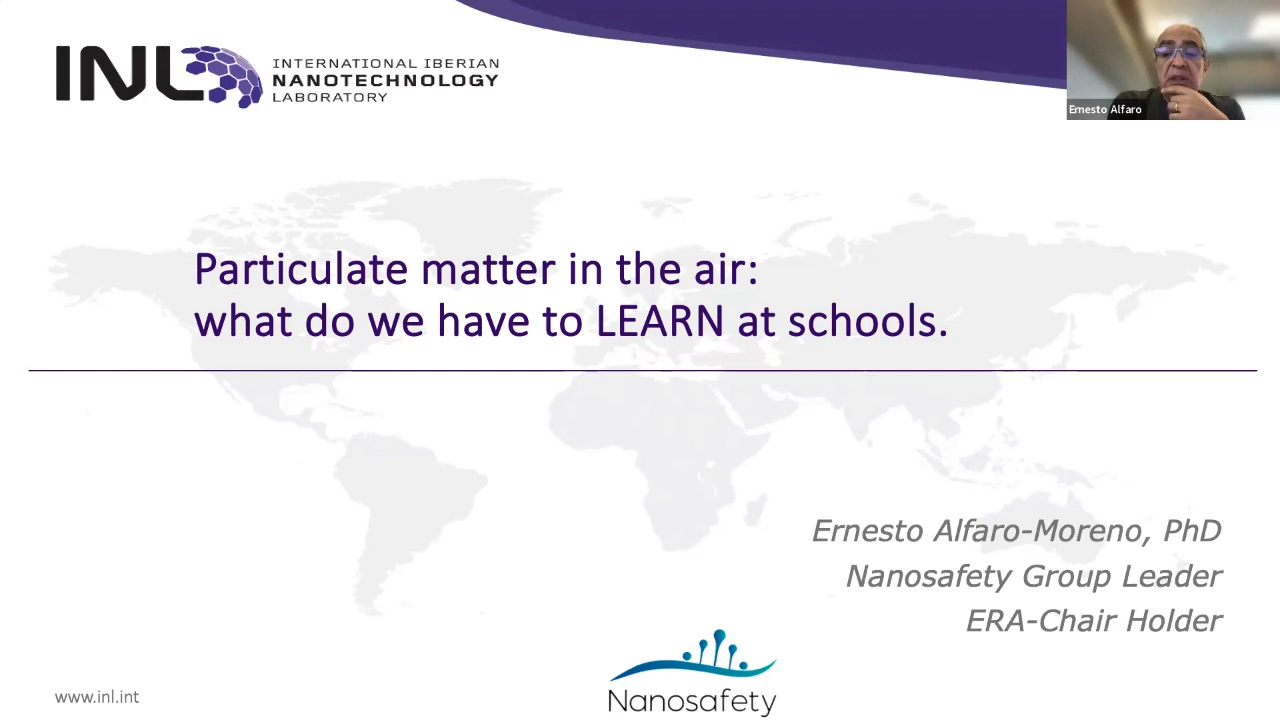 INL
INTERNATIONAL IBERIAN
NANOTECHNOLOGY
LABORATORY
Ernesto Alfaro
Particulate matter in the air:
what do we have to LEARN at schools.
Ernesto Alfaro-Moreno, PhD
Nanosafety Group Leader
ERA-Chair Holder
Nanosafety
www.inl.int